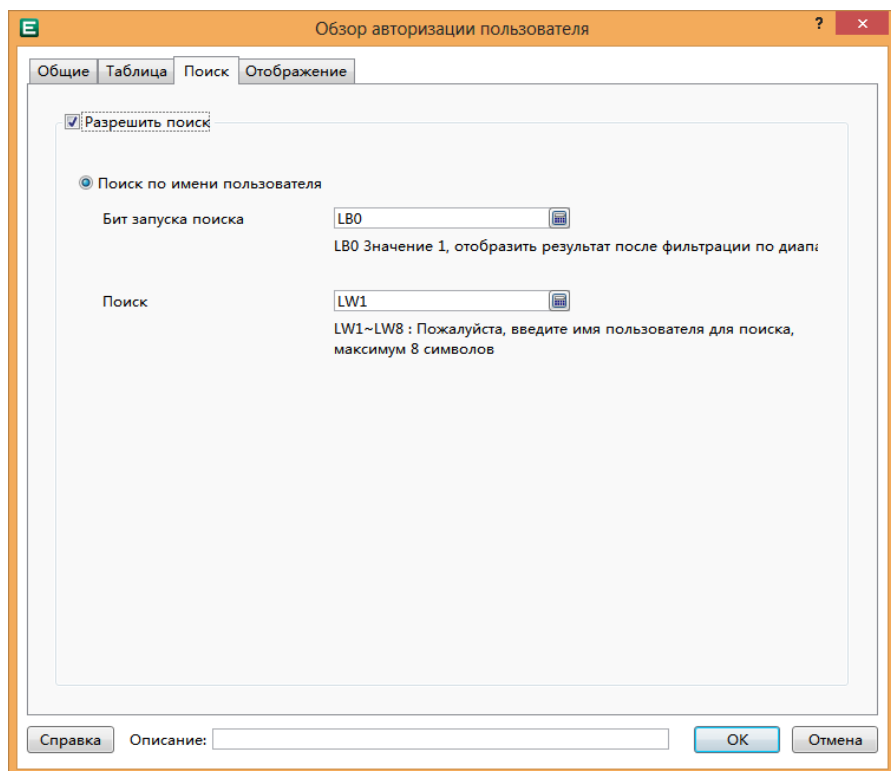 E
Обзор авторизации пользователя
? ×
Общие Таблица Поиск Отображение
Разрешить поиск
Поиск по имени пользователя
Бит запуска поиска LB0
LB0 Значение 1, отобразить результат после фильтрации по диапа
Поиск LW1
LW1~LW8 : Пожалуйста, введите имя пользователя для поиска,
максимум 8 символов
Справка Описание: OK Отмена